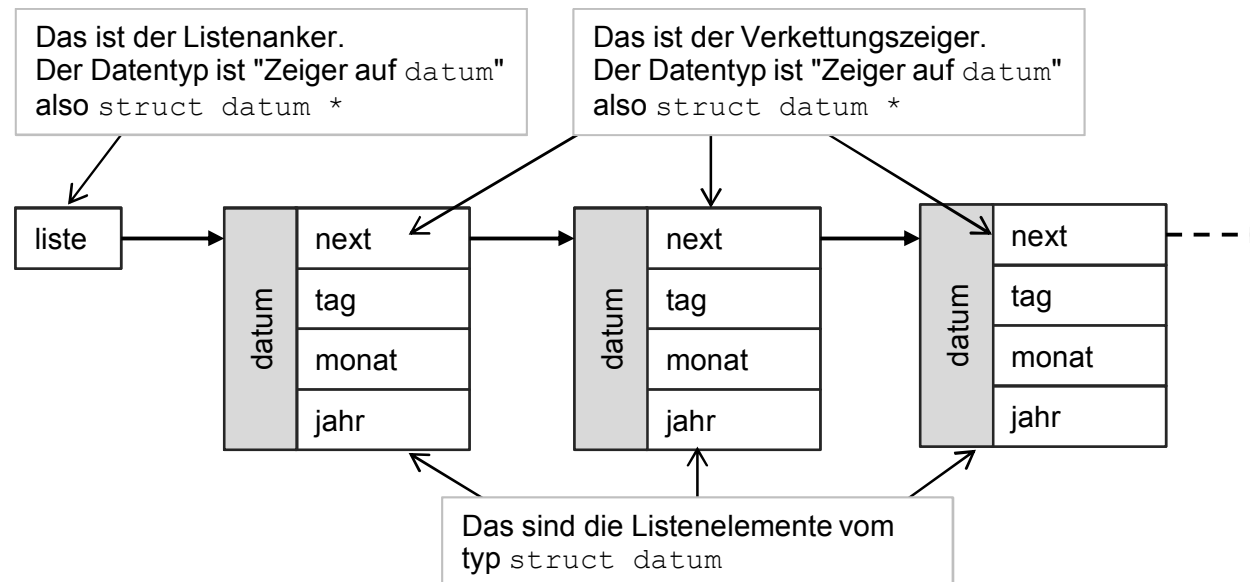 Das ist der Listenanker.
Der Datentyp ist "Zeiger auf datum"
also struct datum *
Das ist der Verkettungszeiger.
Der Datentyp ist "Zeiger auf datum"
also struct datum *
liste
datum
next
tag
monat
jahr
datum
next
tag
monat
jahr
datum
next
tag
monat
jahr
Das sind die Listenelemente vom
typ struct datum